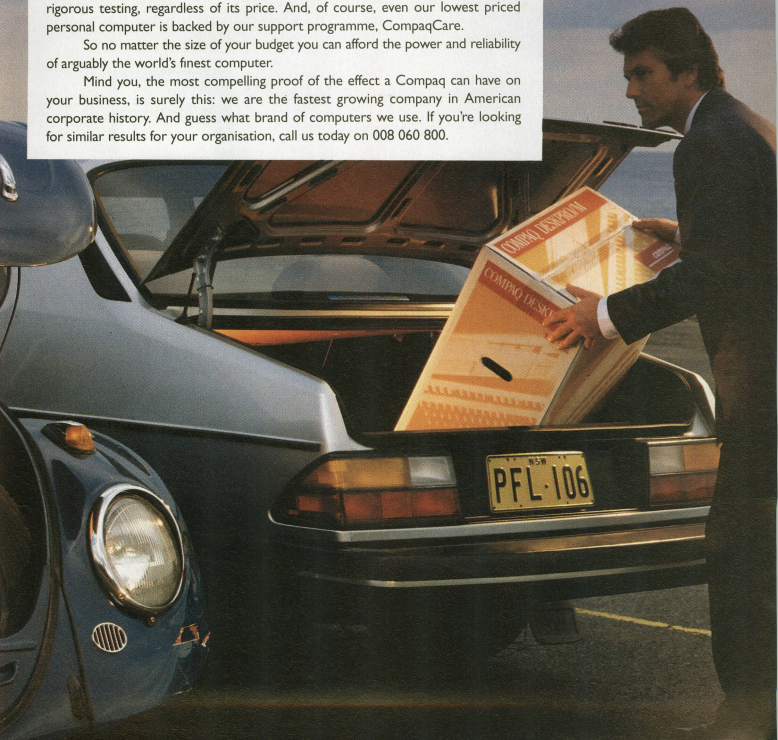 rigorous testing, regardless of its price. And, of course, even our lowest priced
personal computer is backed by our support programme, CompaqCare.
So no matter the size of your budget you can afford the power and reliability
of arguably the world's finest computer.
Mind you, the most compelling proof of the effect a Compaq can have on
your business, is surely this: we are the fastest growing company in American
corporate history. And guess what brand of computers we use. If you're looking
for similar results for your organisation, call us today on 008 060 800.
COMPAQ DESKPRO/M
COMPAQ DESKP
NSW
PFL·106